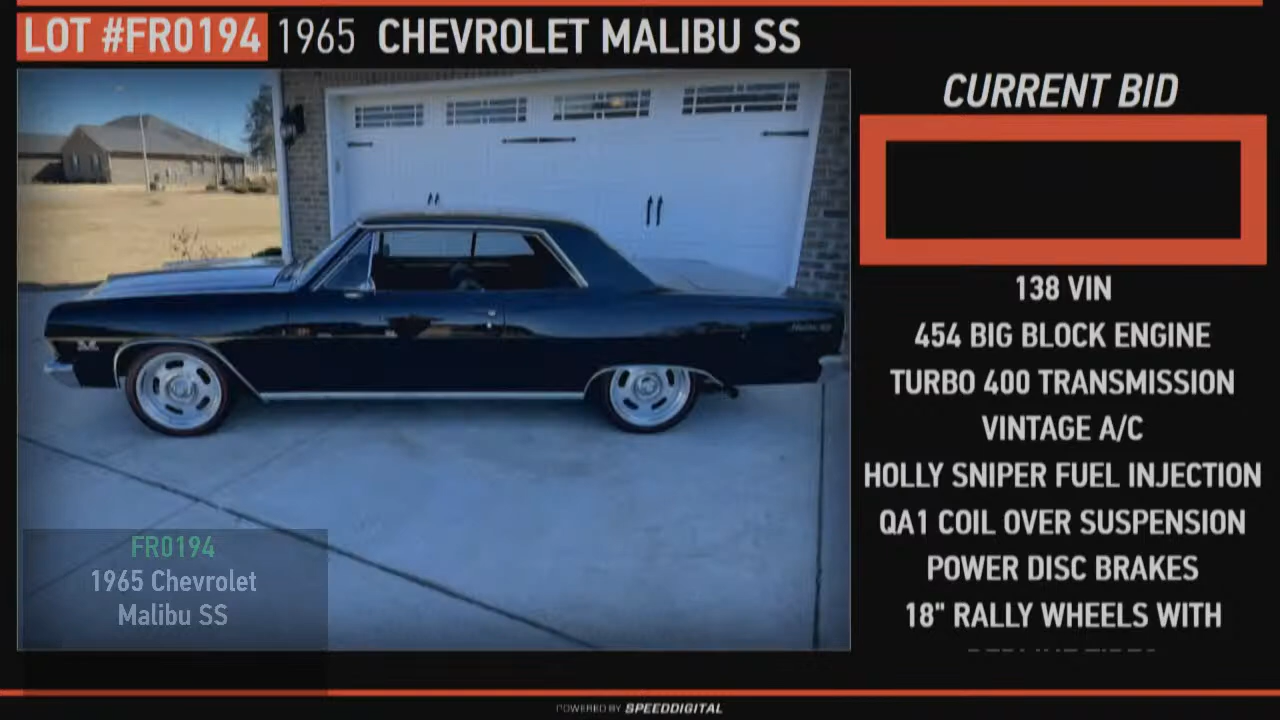 LOT #FR0194 1965 CHEVROLET MALIBU SS
CURRENT BID
138 VIN
454 BIG BLOCK ENGINE
TURBO 400 TRANSMISSION
VINTAGE A/C
HOLLY SNIPER FUEL INJECTION
QA1 COIL OVER SUSPENSION
POWER DISC BRAKES
18" RALLY WHEELS WITH
FR0194
1965 Chevrolet
Malibu SS
POWERED BY SPEEDDIGITAL